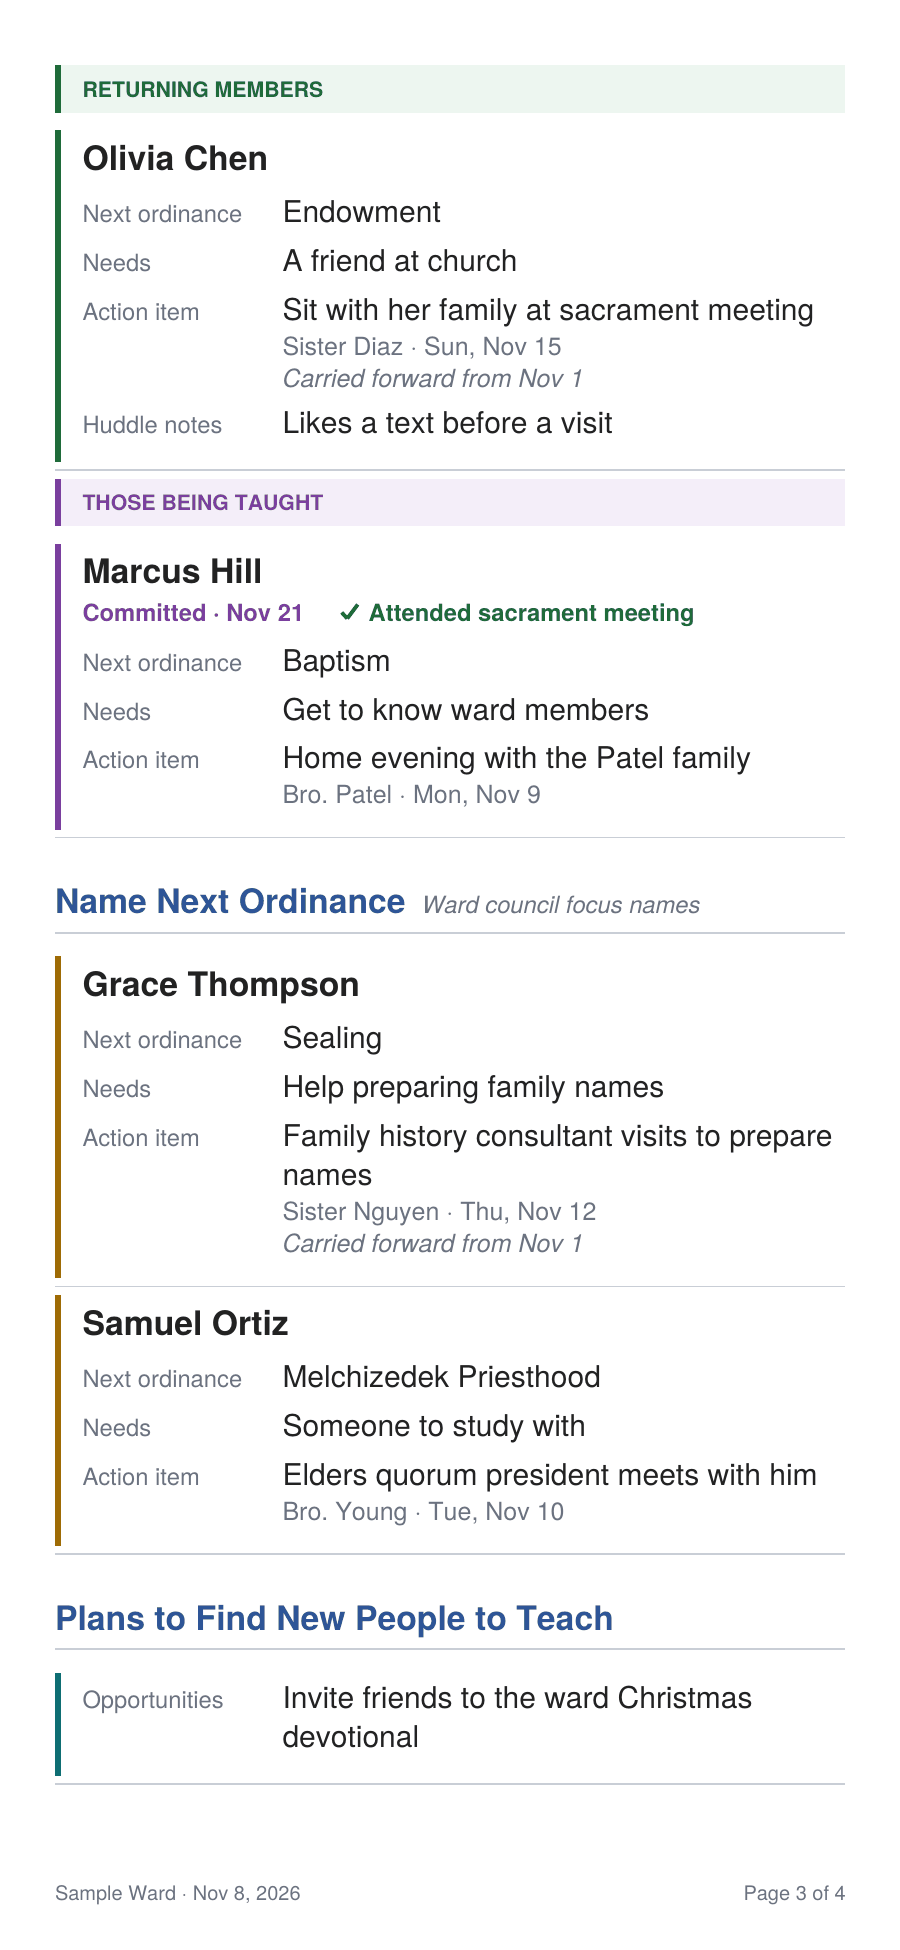 RETURNING MEMBERS
Olivia Chen
Next ordinance Endowment
Needs A friend at church
Action item Sit with her family at sacrament meeting
Sister Diaz · Sun, Nov 15
Carried forward from Nov 1
Huddle notes Likes a text before a visit
THOSE BEING TAUGHT
Marcus Hill
Committed · Nov 21 ✓ Attended sacrament meeting
Next ordinance Baptism
Needs Get to know ward members
Action item Home evening with the Patel family
Bro. Patel · Mon, Nov 9
Name Next Ordinance Ward council focus names
Grace Thompson
Next ordinance Sealing
Needs Help preparing family names
Action item Family history consultant visits to prepare
names
Sister Nguyen · Thu, Nov 12
Carried forward from Nov 1
Samuel Ortiz
Next ordinance Melchizedek Priesthood
Needs Someone to study with
Action item Elders quorum president meets with him
Bro. Young · Tue, Nov 10
Plans to Find New People to Teach
Opportunities Invite friends to the ward Christmas
devotional
Sample Ward · Nov 8, 2026 Page 3 of 4